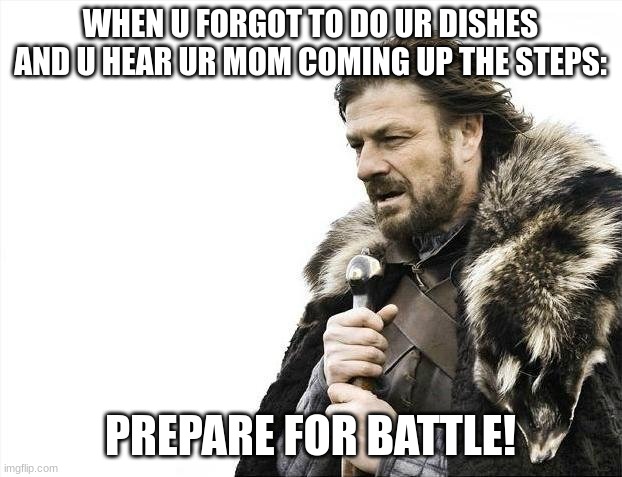 WHEN U FORGOT TO DO UR DISHES
AND U HEAR UR MOM COMING UP THE STEPS:
PREPARE FOR BATTLE!
imgflip.com